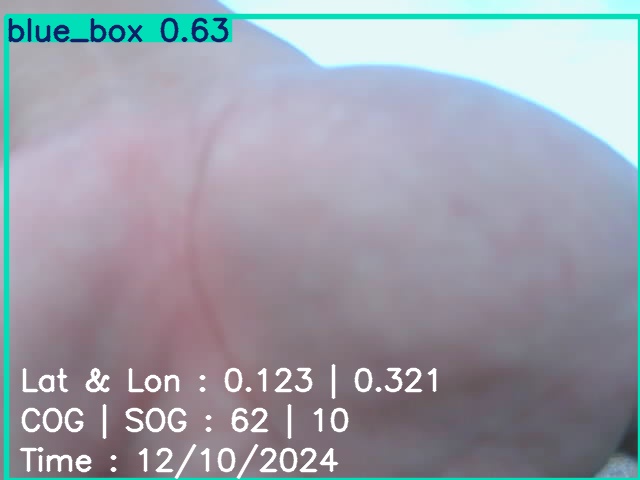 blue_box 0.63
Lat & Lon : 0.123 | 0.321
COG | SOG : 62 | 10
Time : 12/10/2024